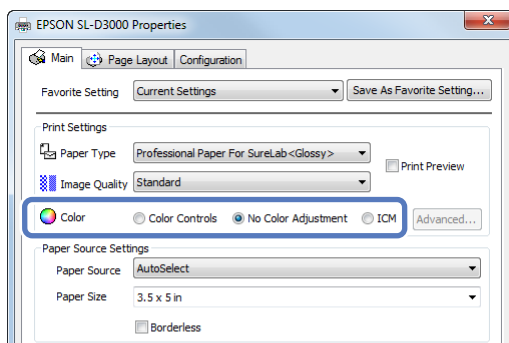 EPSON SL-D3000 Properties
Main Page Layout Configuration
Favorite Setting Current Settings Save As Favorite Setting...
Print Settings
Paper Type Professional Paper For SureLab<Glossy>
Print Preview
Image Quality Standard
Color Color Controls No Color Adjustment ICM Advanced...
Paper Source Settings
Paper Source AutoSelect
Paper Size 3.5 x 5 in
Borderless